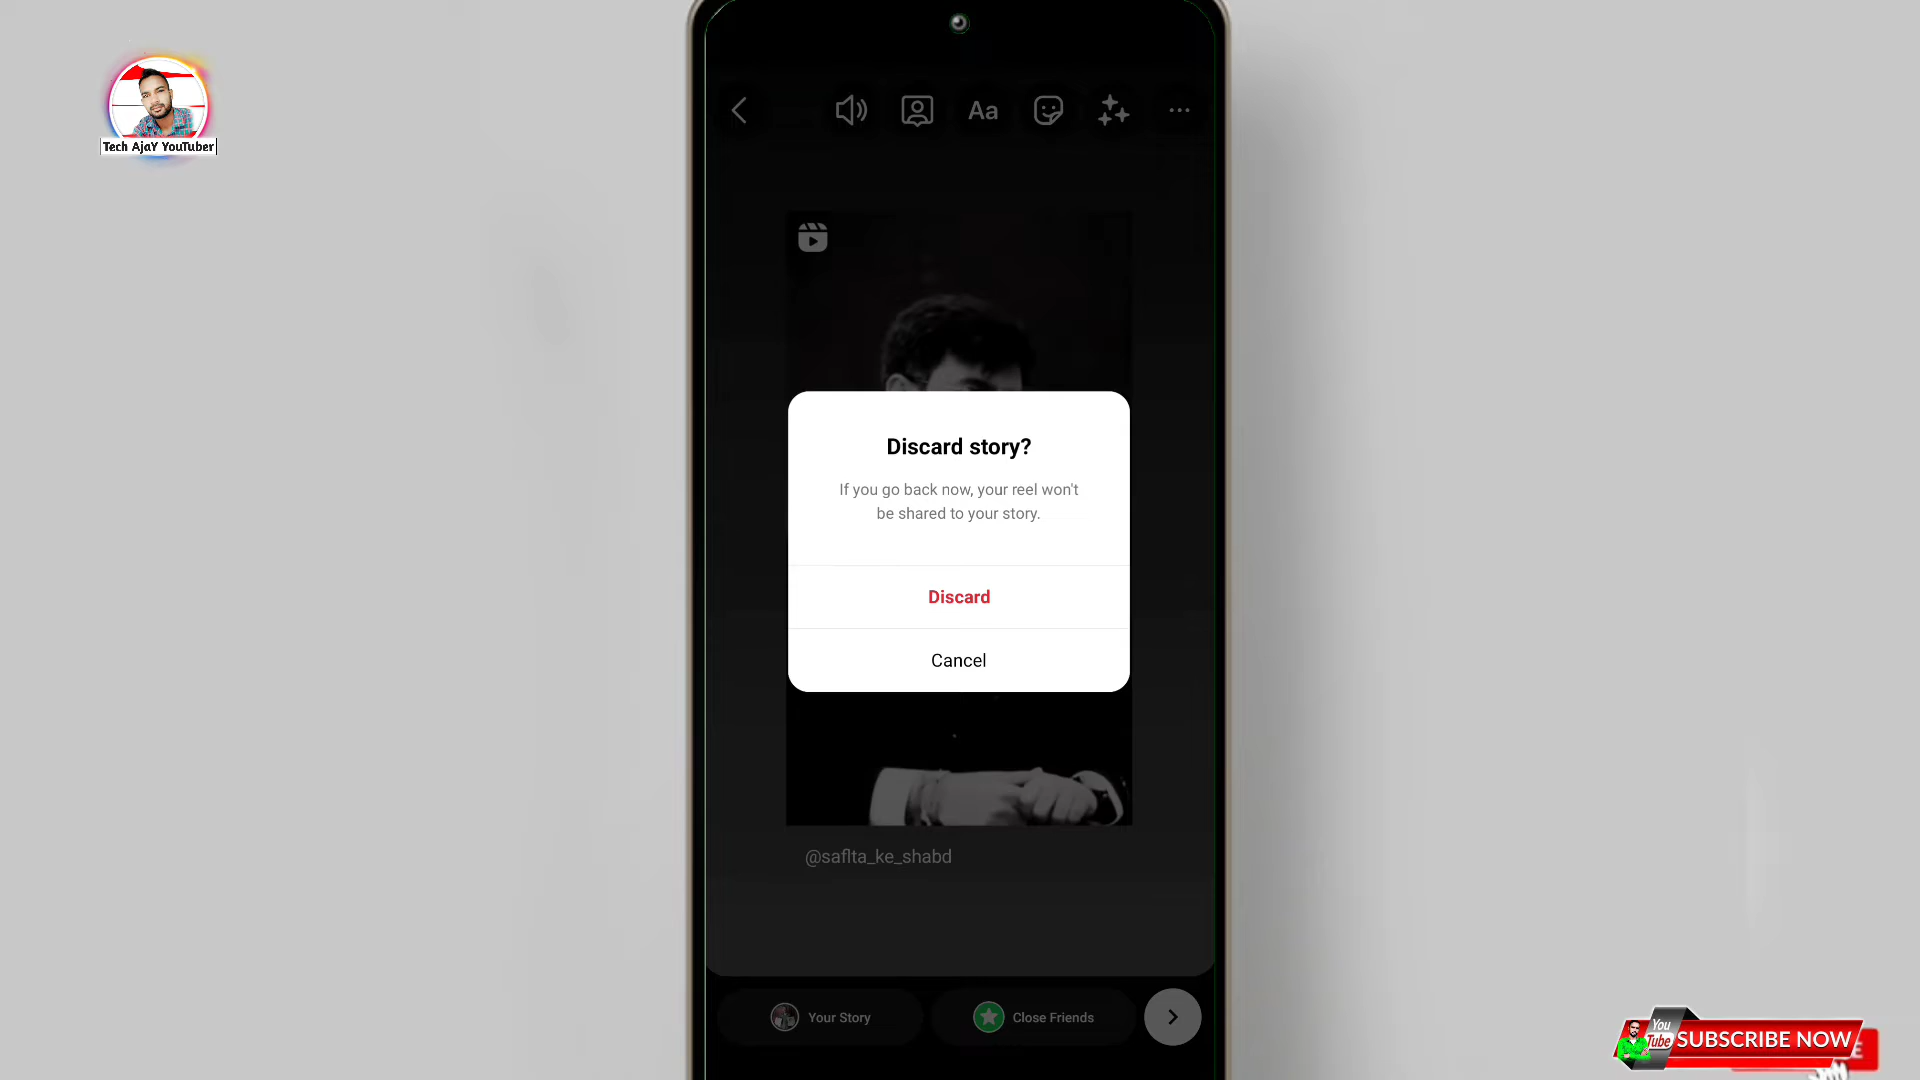 Tech AjaY YouTuber
Aa
Discard story?
If you go back now, your reel won't
be shared to your story.
Discard
Cancel
@saflta_ke_shabd
Your Story
Close Friends
You
Tube
SUBSCRIBE NOW